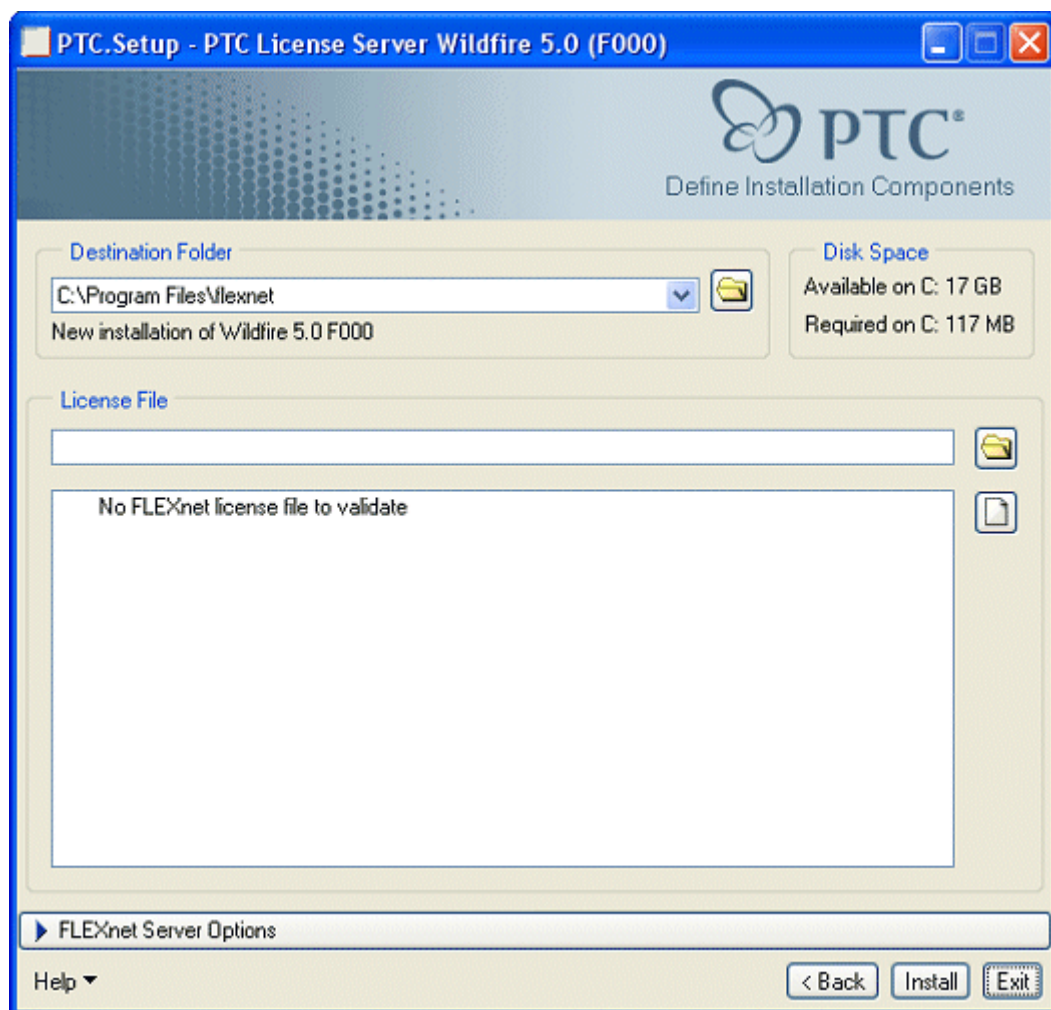 PTC.Setup - PTC License Server Wildfire 5.0 (F000)
PTC®
Define Installation Components
Destination Folder
C:\Program Files\flexnet
New installation of Wildfire 5.0 F000
Disk Space
Available on C: 17 GB
Required on C: 117 MB
License File
No FLEXnet license file to validate
FLEXnet Server Options
Help
< Back
Install
Exit